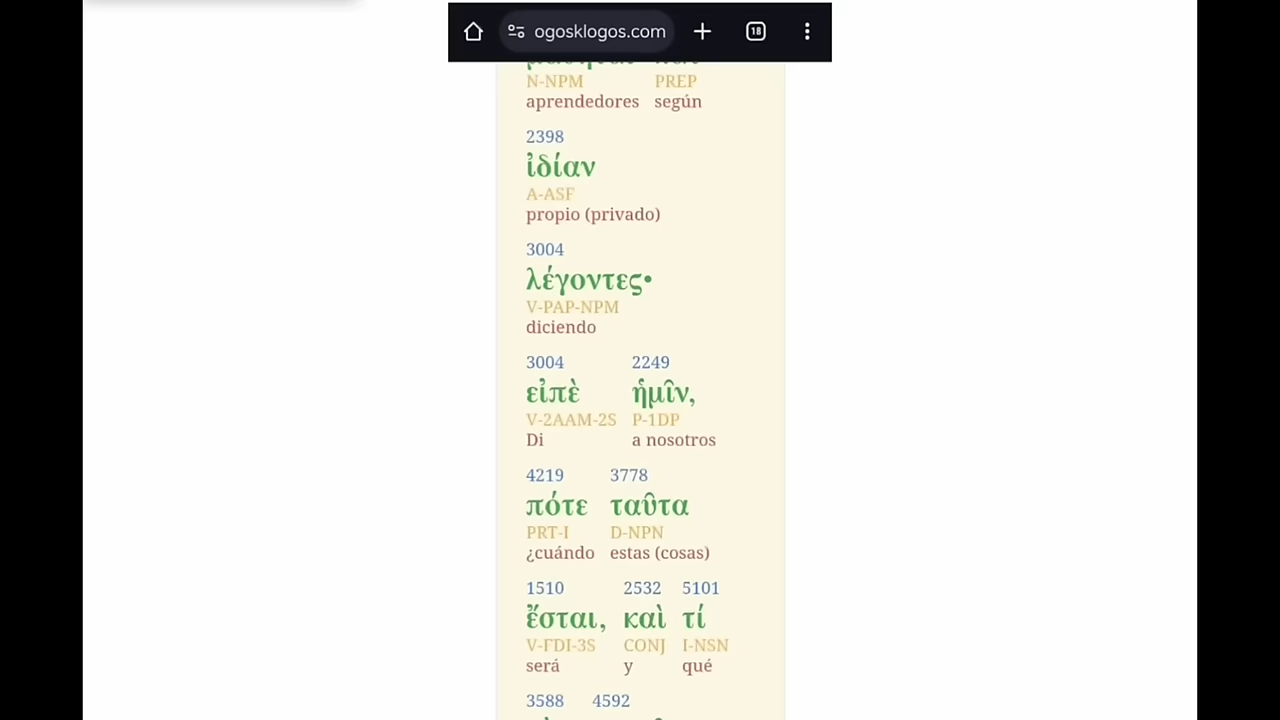 ogosklogos.com
18
N-NPM PREP
aprendedores según
2398
ἰδίαν
A-ASF
propio (privado)
3004
λέγοντες•
V-PAP-NPM
diciendo
3004 2249
εἰπὲ ἡμῖν,
V-2AAM-2S P-1DP
Di a nosotros
4219 3778
πότε ταῦτα
PRT-I D-NPN
¿cuándo estas (cosas)
1510 2532 5101
ἔσται, καὶ τί
V-FDI-3S CONJ I-NSN
será y qué
3588 4592